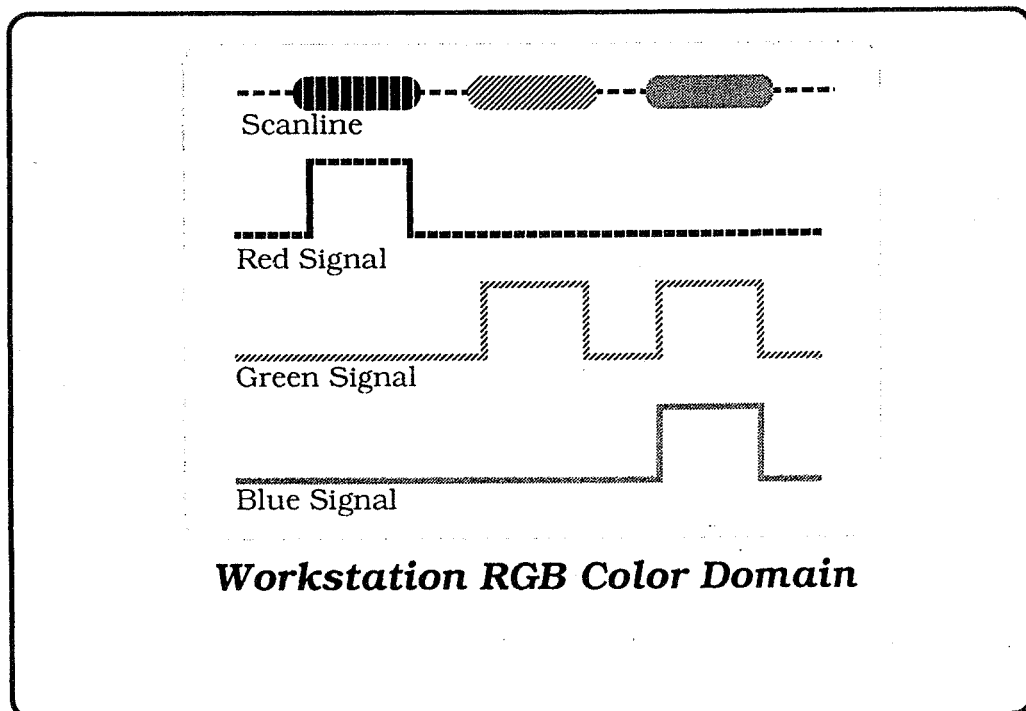 Scanline
Red Signal
Green Signal
Blue Signal
Workstation RGB Color Domain